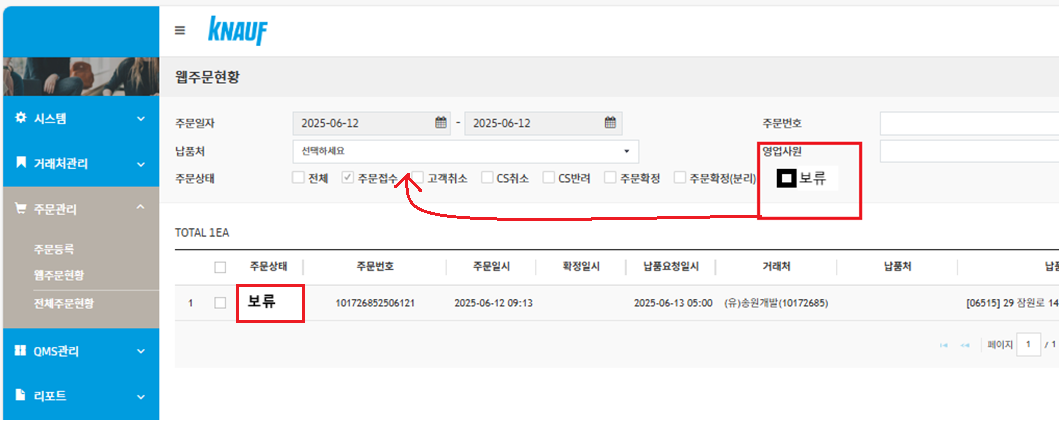 KNAUF
웹주문현황
시스템
거래처관리
주문관리
주문등록
웹주문현황
전체주문현황
QMS관리
리포트
주문일자 2025-06-12 - 2025-06-12 주문번호
납품처 선택하세요 영업사원
주문상태 전체 주문접수 고객취소 CS취소 CS반려 주문확정 주문확정(분리) 보류
TOTAL 1EA
주문상태 주문번호 주문일시 확정일시 납품요청일시 거래처 납품처 납품
1 보류 101726852506121 2025-06-12 09:13 2025-06-13 05:00 (유)송원개발(10172685) [06515] 29 잠원로 14
페이지 1 / 1